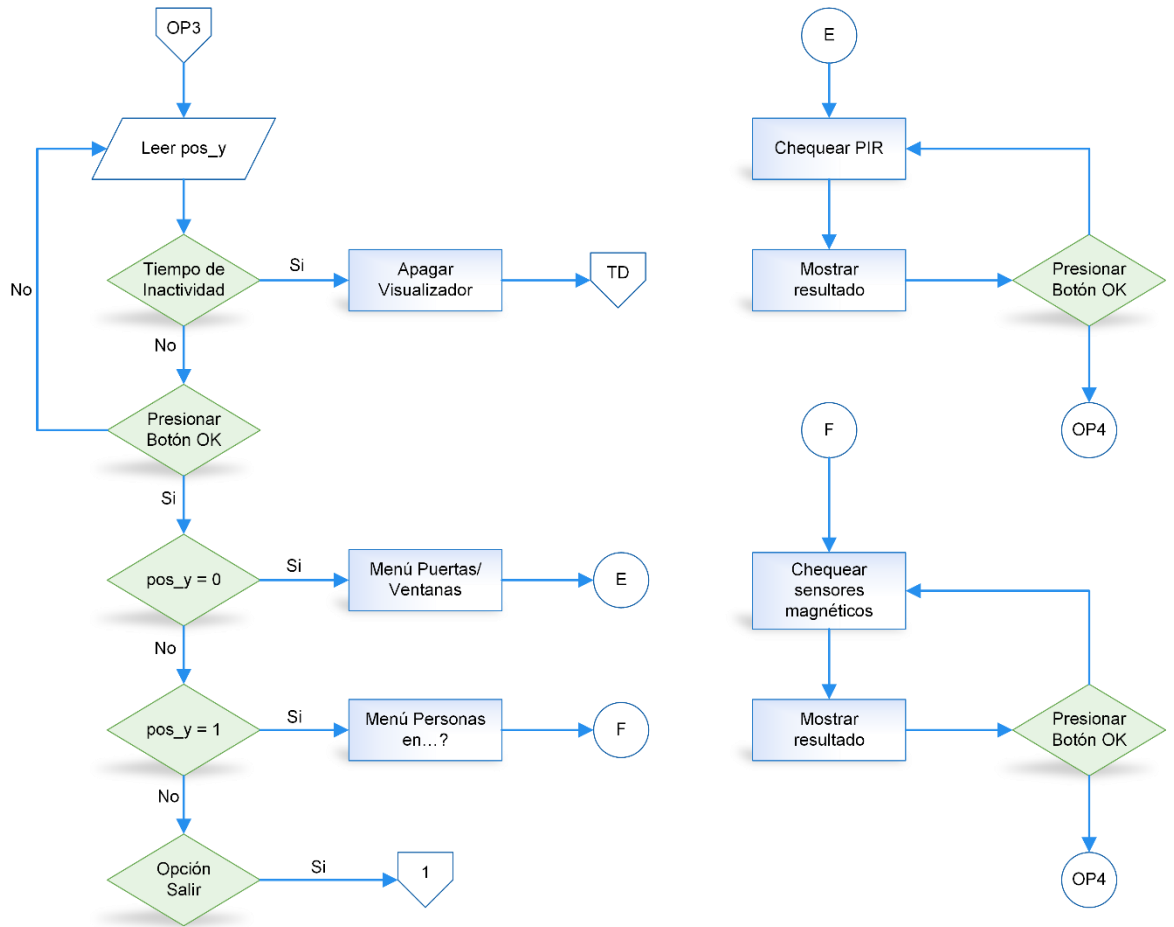 OP3
Leer pos_y
Tiempo de
Inactividad
Si
Apagar
Visualizador
TD
No
No
Presionar
Botón OK
Si
pos_y = 0
Si
Menú Puertas/
Ventanas
E
No
pos_y = 1
Si
Menú Personas
en...?
F
No
Opción
Salir
Si
1
E
Chequear PIR
Mostrar
resultado
Presionar
Botón OK
OP4
F
Chequear
sensores
magnéticos
Mostrar
resultado
Presionar
Botón OK
OP4